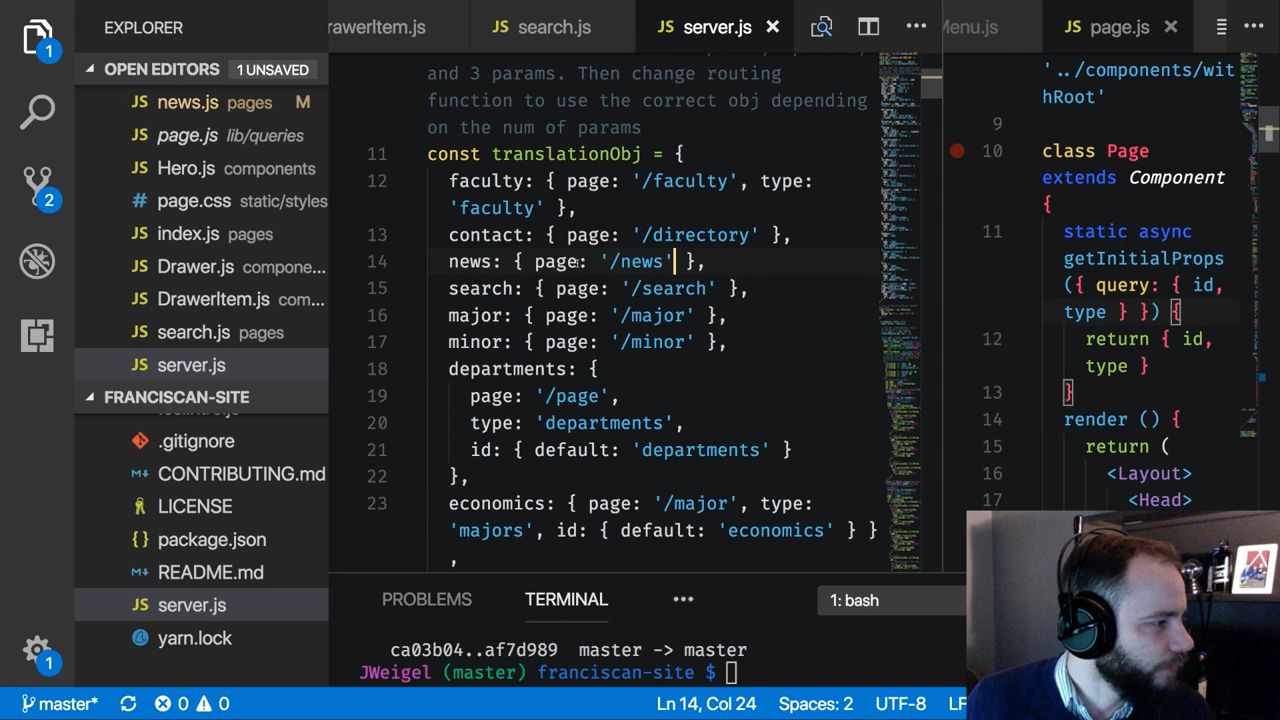 EXPLORER
OPEN EDITORS 1 UNSAVED
news.js pages M
page.js lib/queries
Hero.js components
page.css static/styles
index.js pages
Drawer.js compone...
DrawerItem.js com...
search.js pages
server.js
FRANCISCAN-SITE
.gitignore
CONTRIBUTING.md
LICENSE
package.json
README.md
server.js
yarn.lock
rawerItem.js
JS search.js
JS server.js
and 3 params. Then change routing
function to use the correct obj depending
on the num of params
11 const translationObj = {
12 faculty: { page: '/faculty', type:
'faculty' },
13 contact: { page: '/directory' },
14 news: { page: '/news' },
15 search: { page: '/search' },
16 major: { page: '/major' },
17 minor: { page: '/minor' },
18 departments: {
19 page: '/page',
20 type: 'departments',
21 id: { default: 'departments' }
22 },
23 economics: { page: '/major', type:
'majors', id: { default: 'economics' } }
,
Menu.js
JS page.js
'../components/wit
hRoot'
9
10 class Page
extends Component
{
11 static async
getInitialProps
({ query: { id,
type } }) {
12 return { id,
type }
13 }
14 render () {
15 return (
16 <Layout>
17 <Head>
PROBLEMS TERMINAL ••• 1: bash
ca03b04..af7d989 master -> master
JWeigel (master) franciscan-site $
master* 0 0 Ln 14, Col 24 Spaces: 2 UTF-8 LF